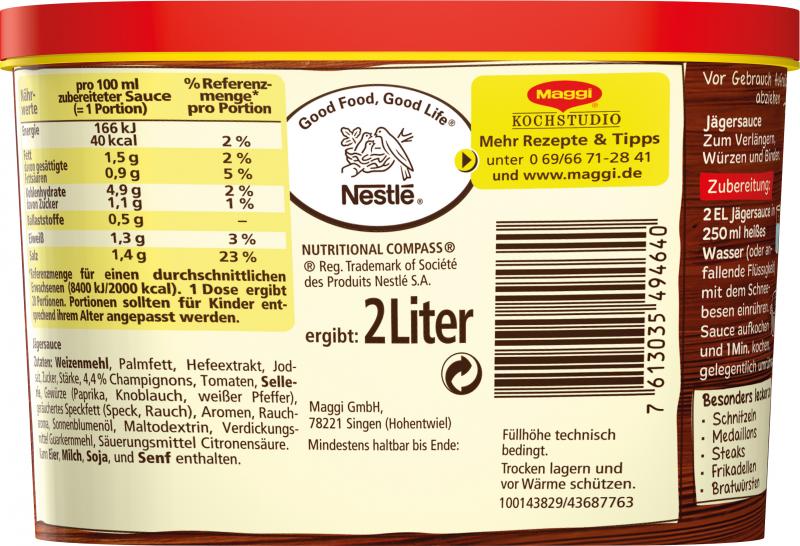 Nähr-
werte
pro 100 ml
zubereiteter Sauce
(= 1 Portion)
% Referenz-
menge*
pro Portion
Energie 166 kJ
40 kcal 2 %
Fett 1,5 g 2 %
davon gesättigte
Fettsäuren 0,9 g 5 %
Kohlenhydrate 4,9 g 2 %
davon Zucker 1,1 g 1 %
Ballaststoffe 0,5 g –
Eiweiß 1,3 g 3 %
Salz 1,4 g 23 %
*Referenzmenge für einen durchschnittlichen
Erwachsenen (8400 kJ/2000 kcal). 1 Dose ergibt
20 Portionen. Portionen sollten für Kinder ent-
sprechend ihrem Alter angepasst werden.
Jägersauce
Zutaten: Weizenmehl, Palmfett, Hefeextrakt, Jod-
salz, Zucker, Stärke, 4,4 % Champignons, Tomaten, Selle-
rie, Gewürze (Paprika, Knoblauch, weißer Pfeffer),
geräuchertes Speckfett (Speck, Rauch), Aromen, Rauch-
aroma, Sonnenblumenöl, Maltodextrin, Verdickungs-
mittel Guarkernmehl, Säuerungsmittel Citronensäure.
Kann Eier, Milch, Soja, und Senf enthalten.
Good Food, Good Life®
Nestlé®
NUTRITIONAL COMPASS®
® Reg. Trademark of Société
des Produits Nestlé S.A.
ergibt: 2 Liter
Maggi GmbH,
78221 Singen (Hohentwiel)
Mindestens haltbar bis Ende:
Maggi®
KOCHSTUDIO
Mehr Rezepte & Tipps
unter 0 69/66 71-28 41
und www.maggi.de
7 613035 494640
Füllhöhe technisch
bedingt.
Trocken lagern und
vor Wärme schützen.
100143829/43687763
Vor Gebrauch
abziehen
Jägersauce
Zum Verlängern,
Würzen und Binden
Zubereitung:
2 EL Jägersauce in
250 ml heißes
Wasser (oder an-
fallende Flüssigkeit)
mit dem Schnee-
besen einrühren.
Sauce aufkochen
und 1 Min. kochen,
gelegentlich
Besonders lecker
• Schnitzeln
• Medaillons
• Steaks
• Frikadellen
• Bratwürsten